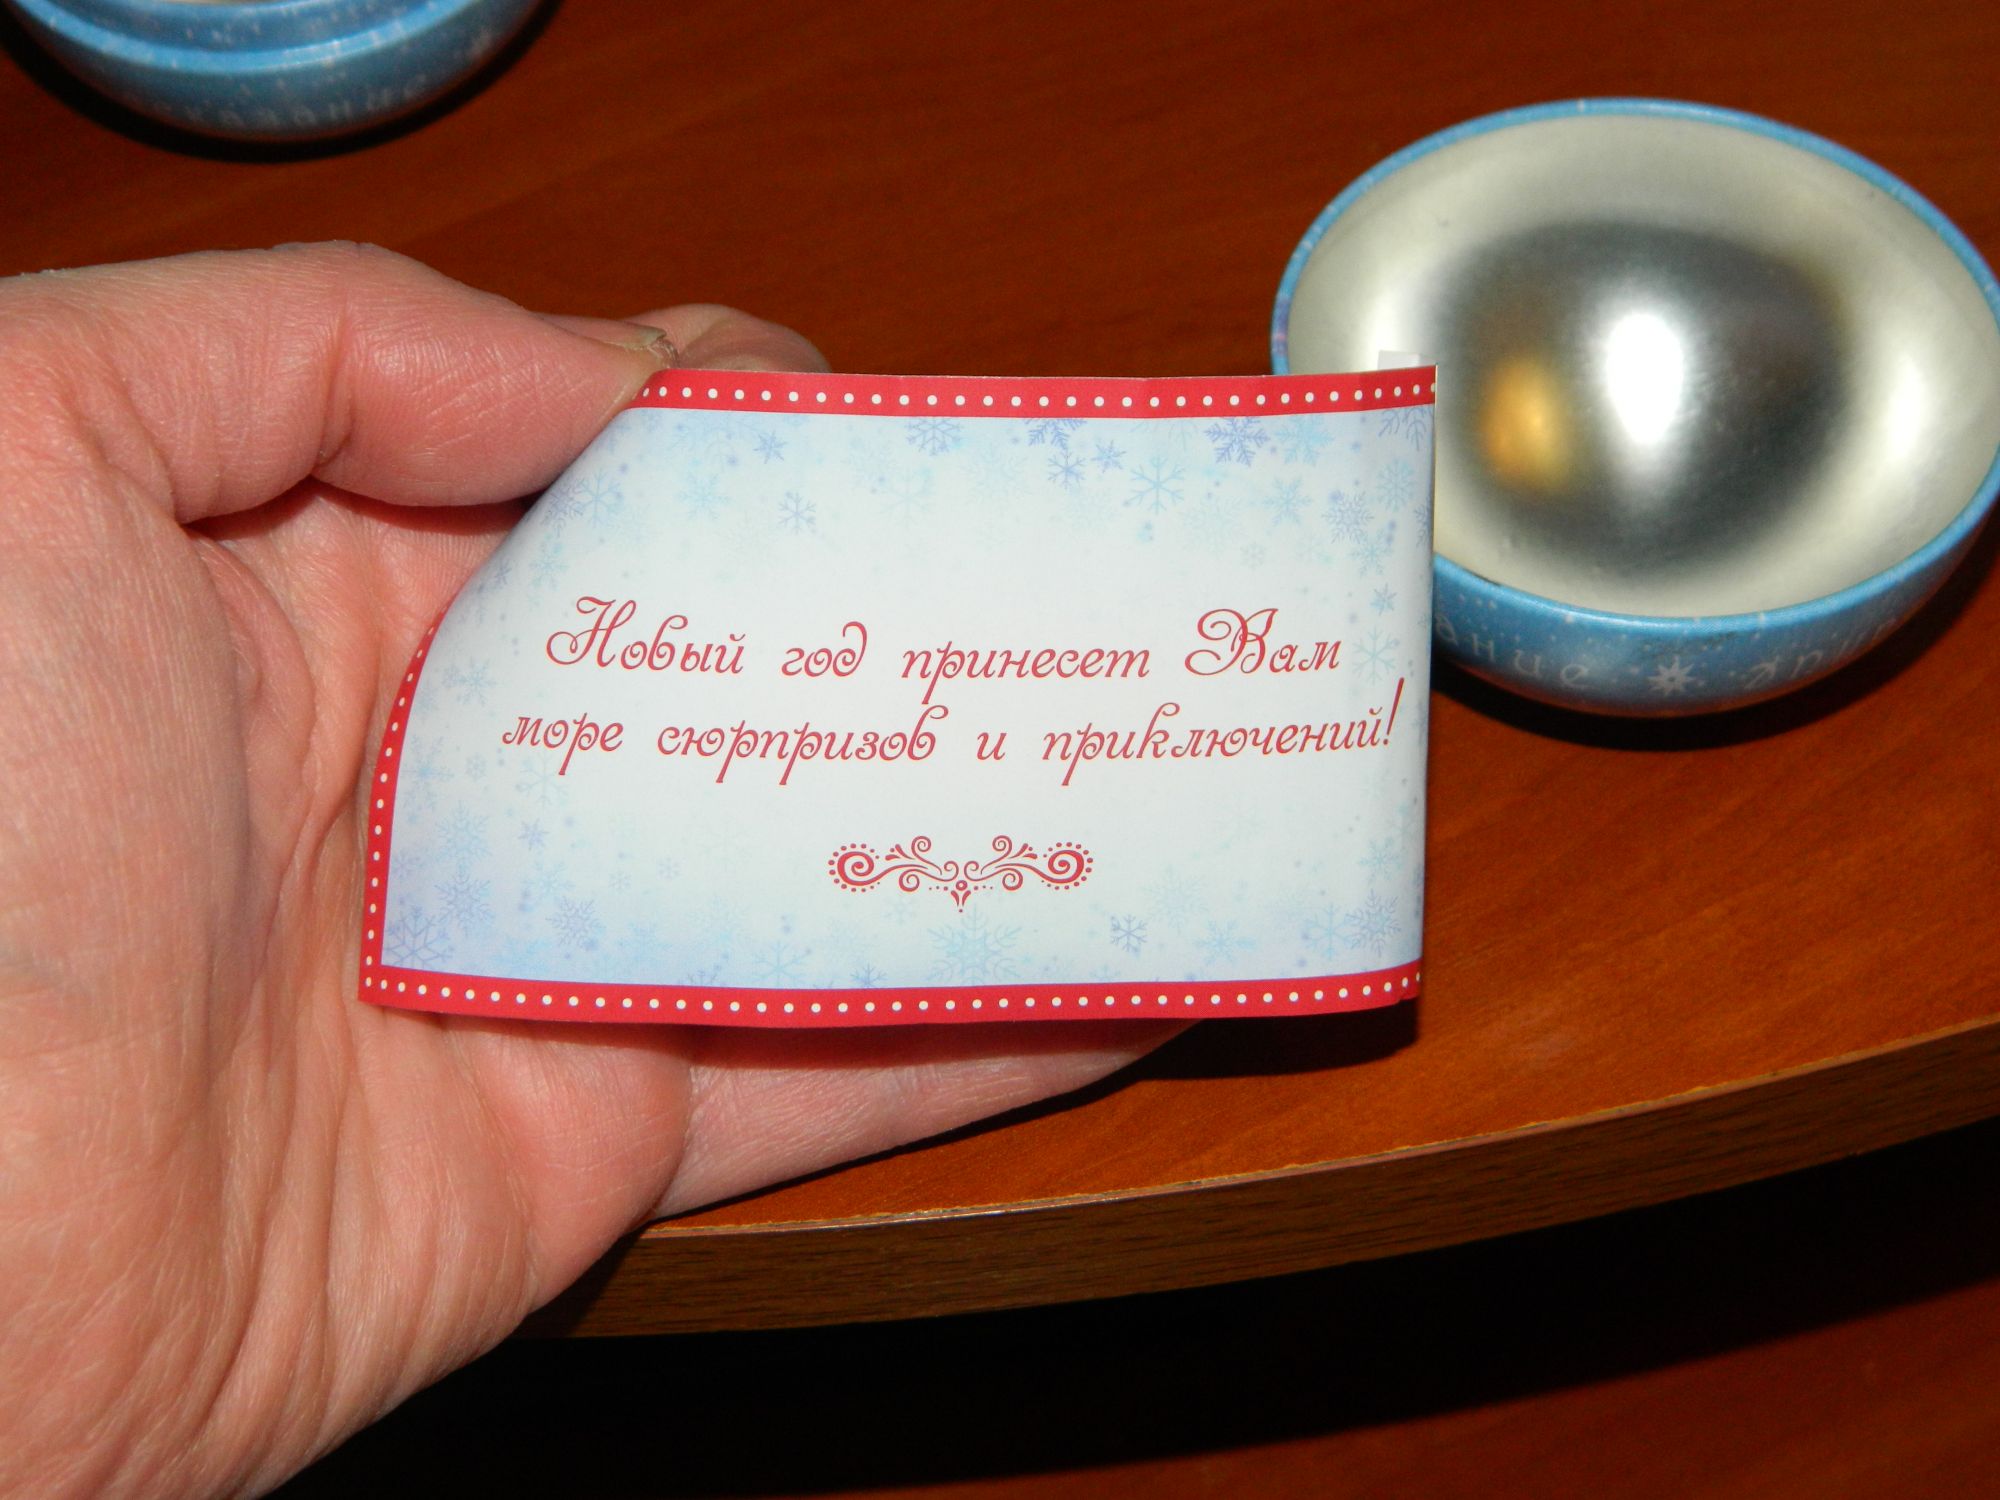 Новый год принесет Вам
море сюрпризов и приключений!